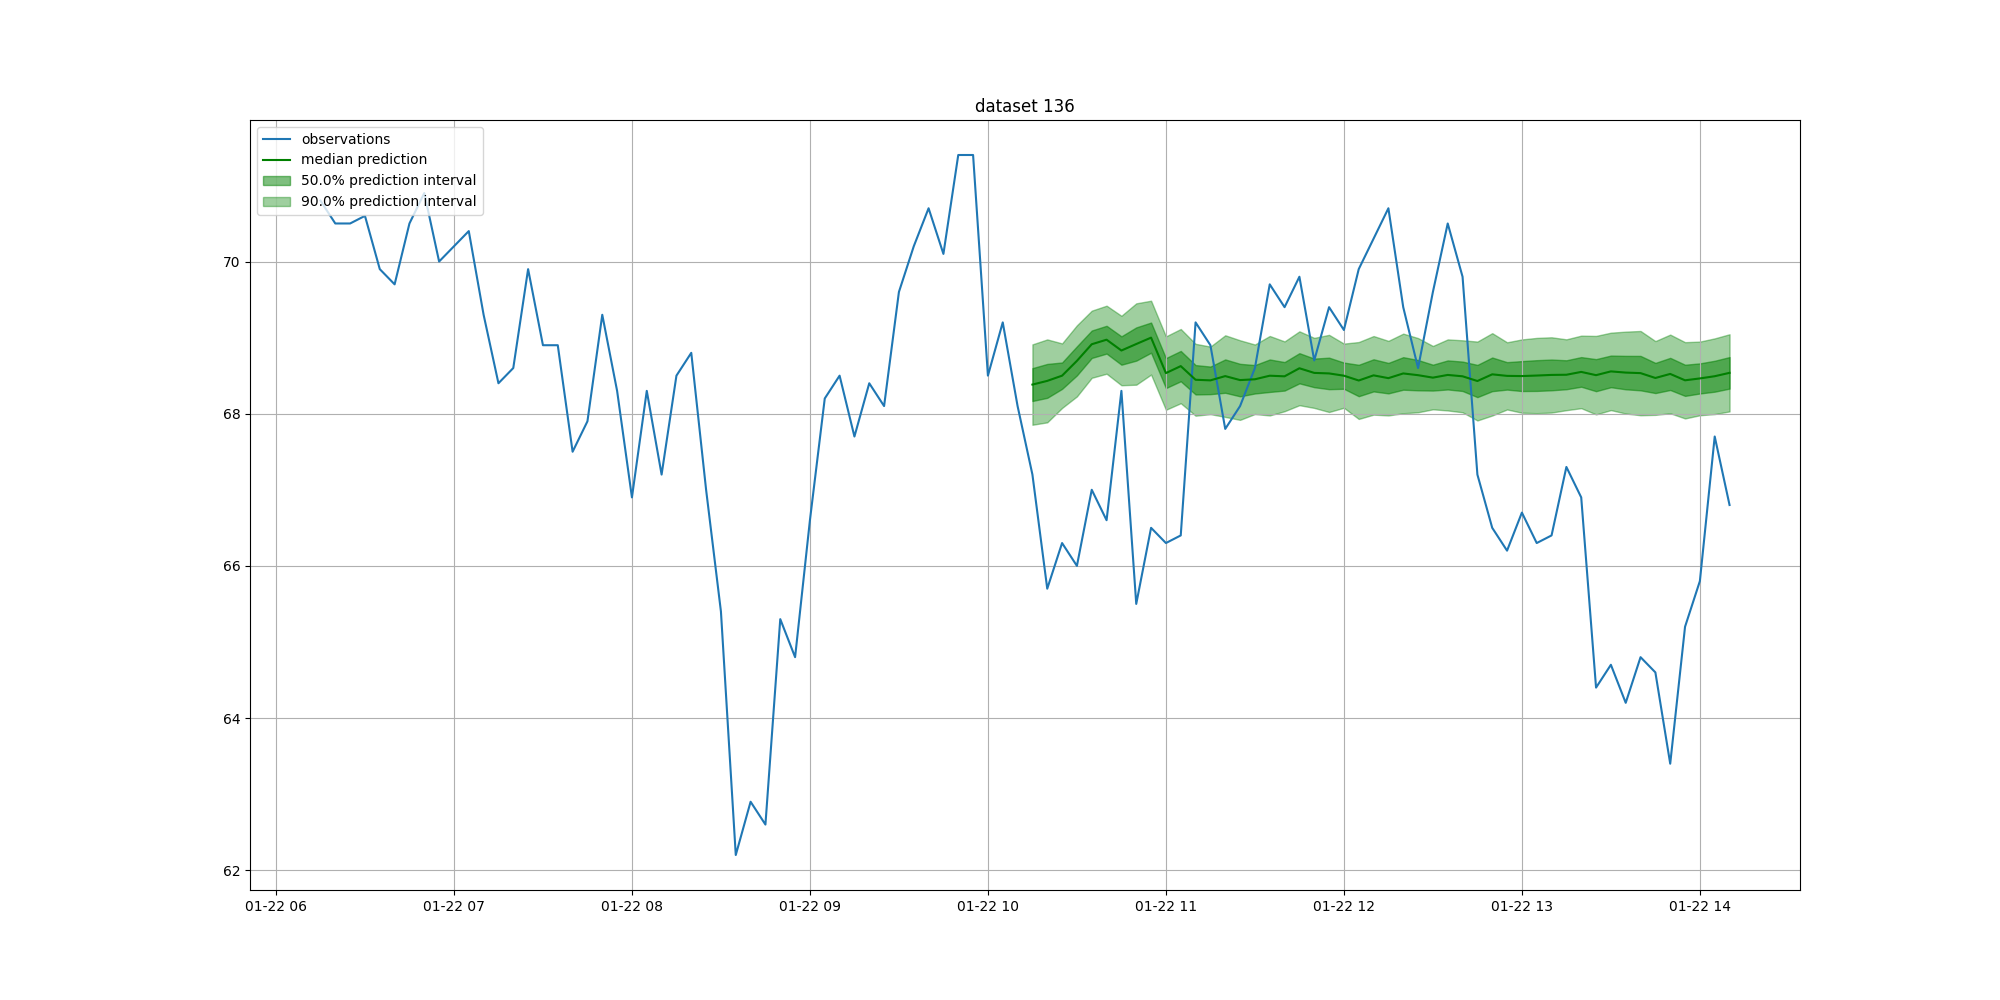 dataset 136
observations
median prediction
50.0% prediction interval
90.0% prediction interval
70
68
66
64
62
01-22 06
01-22 07
01-22 08
01-22 09
01-22 10
01-22 11
01-22 12
01-22 13
01-22 14